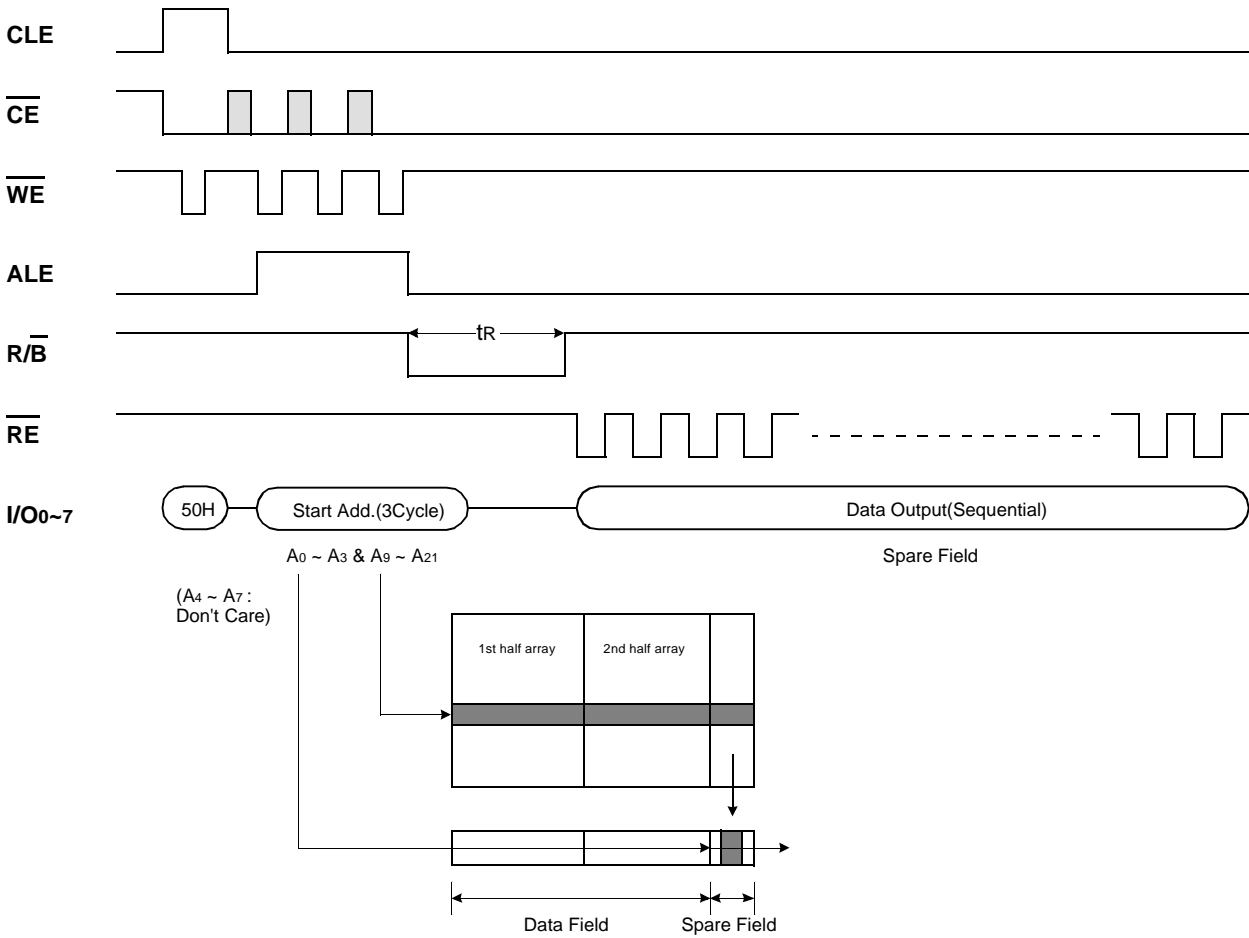 CLE
CE
WE
ALE
R/B
tR
RE
I/O0~7
50H
Start Add.(3Cycle)
Data Output(Sequential)
A0 ~ A3 & A9 ~ A21
Spare Field
(A4 ~ A7 :
Don't Care)
1st half array
2nd half array
Data Field
Spare Field